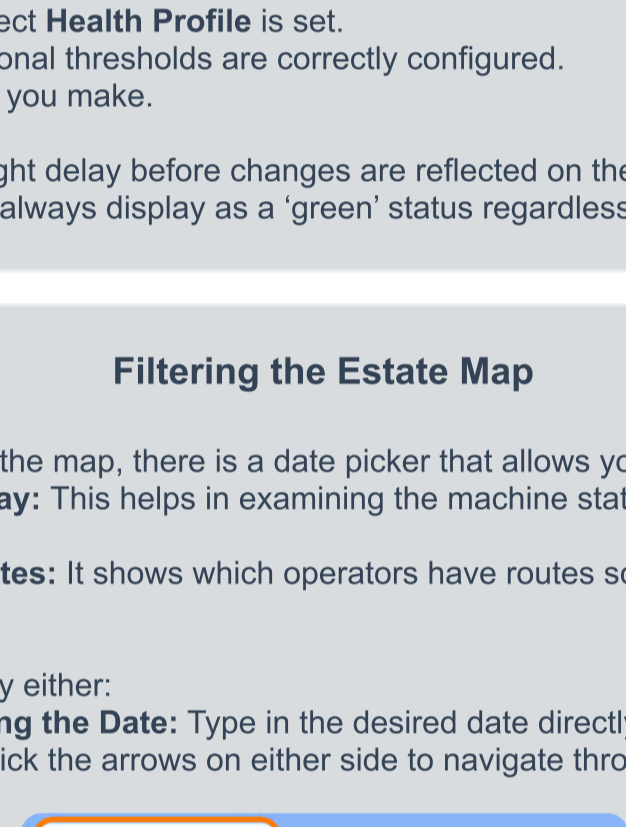 ect Health Profile is set.
onal thresholds are correctly configured.
you make.
ght delay before changes are reflected on the
always display as a ‘green’ status regardless
Filtering the Estate Map
the map, there is a date picker that allows yo
ay: This helps in examining the machine stat
tes: It shows which operators have routes sc
y either:
ng the Date: Type in the desired date directly
ick the arrows on either side to navigate thro